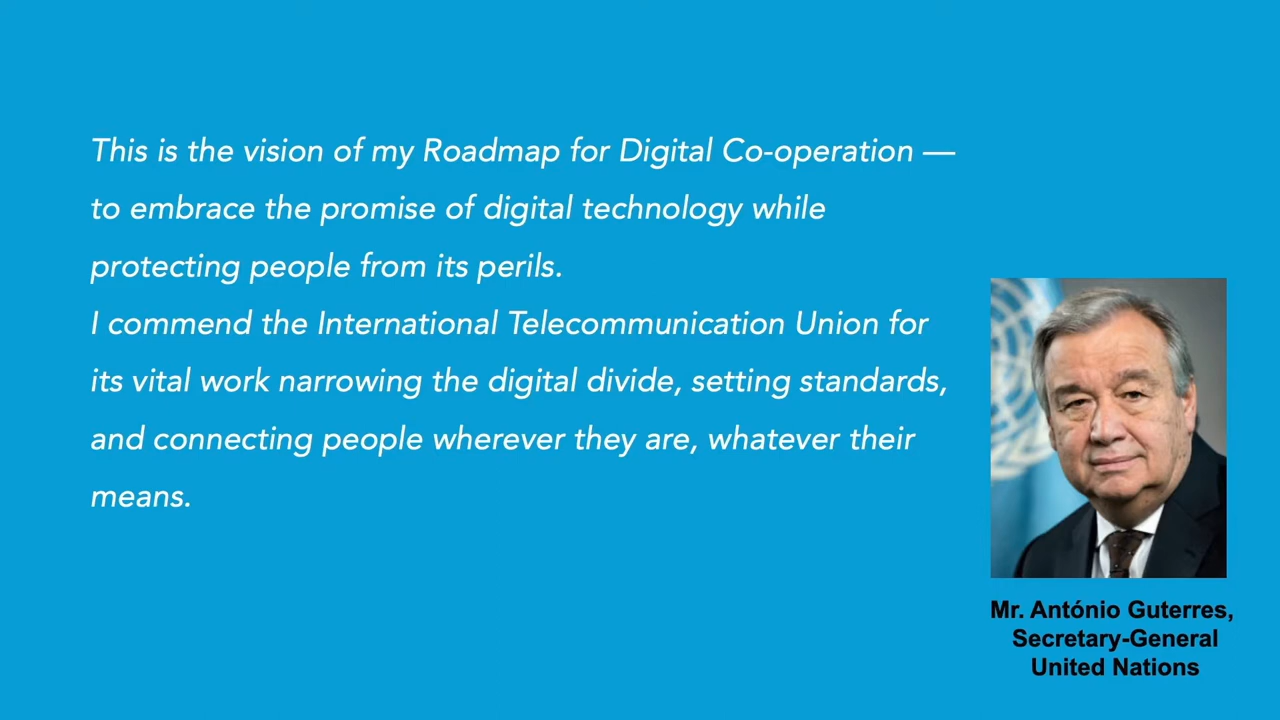 This is the vision of my Roadmap for Digital Co-operation —
to embrace the promise of digital technology while
protecting people from its perils.
I commend the International Telecommunication Union for
its vital work narrowing the digital divide, setting standards,
and connecting people wherever they are, whatever their
means.
Mr. António Guterres,
Secretary-General
United Nations